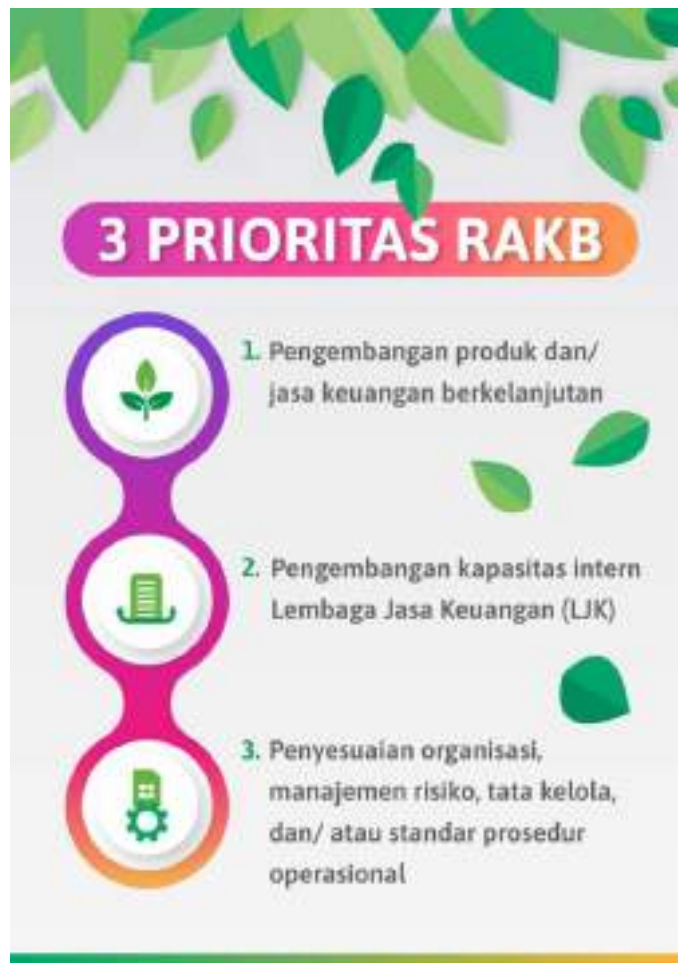 3 PRIORITAS RAKB
1. Pengembangan produk dan/
jasa keuangan berkelanjutan
2. Pengembangan kapasitas intern
Lembaga Jasa Keuangan (LJK)
3. Penyesuaian organisasi,
manajemen risiko, tata kelola,
dan/ atau standar prosedur
operasional